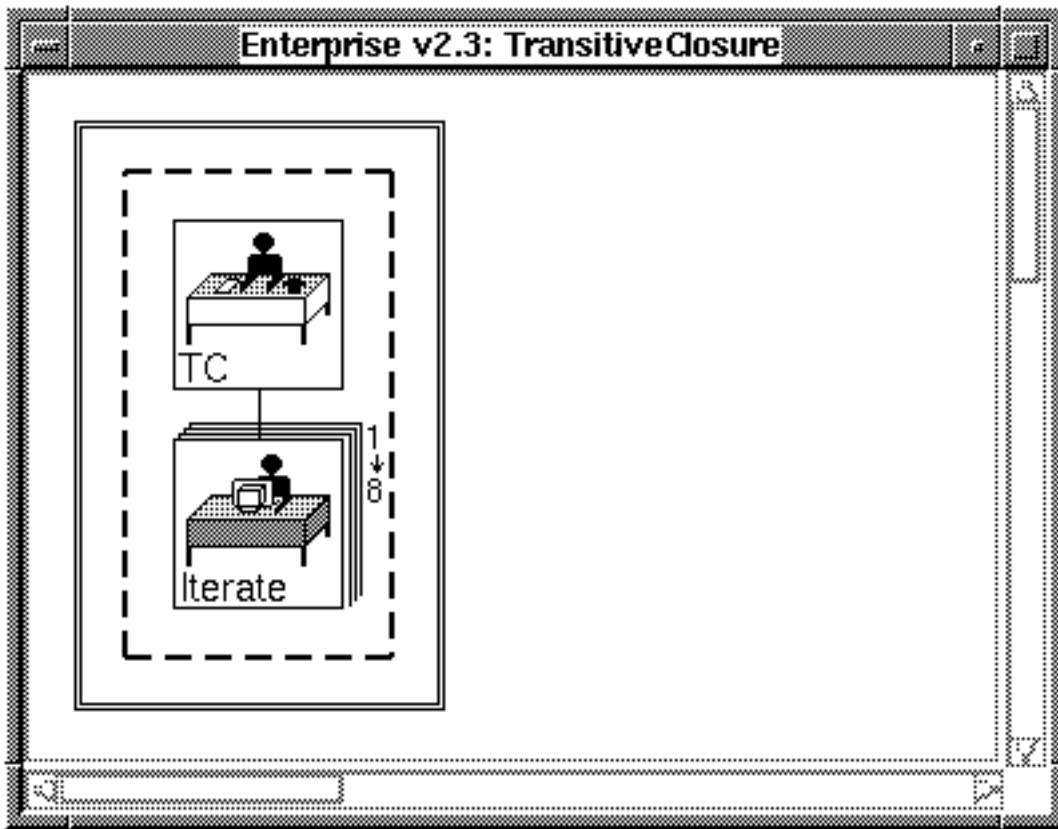 Enterprise v2.3: TransitiveClosure
TC
1
↓
8
Iterate